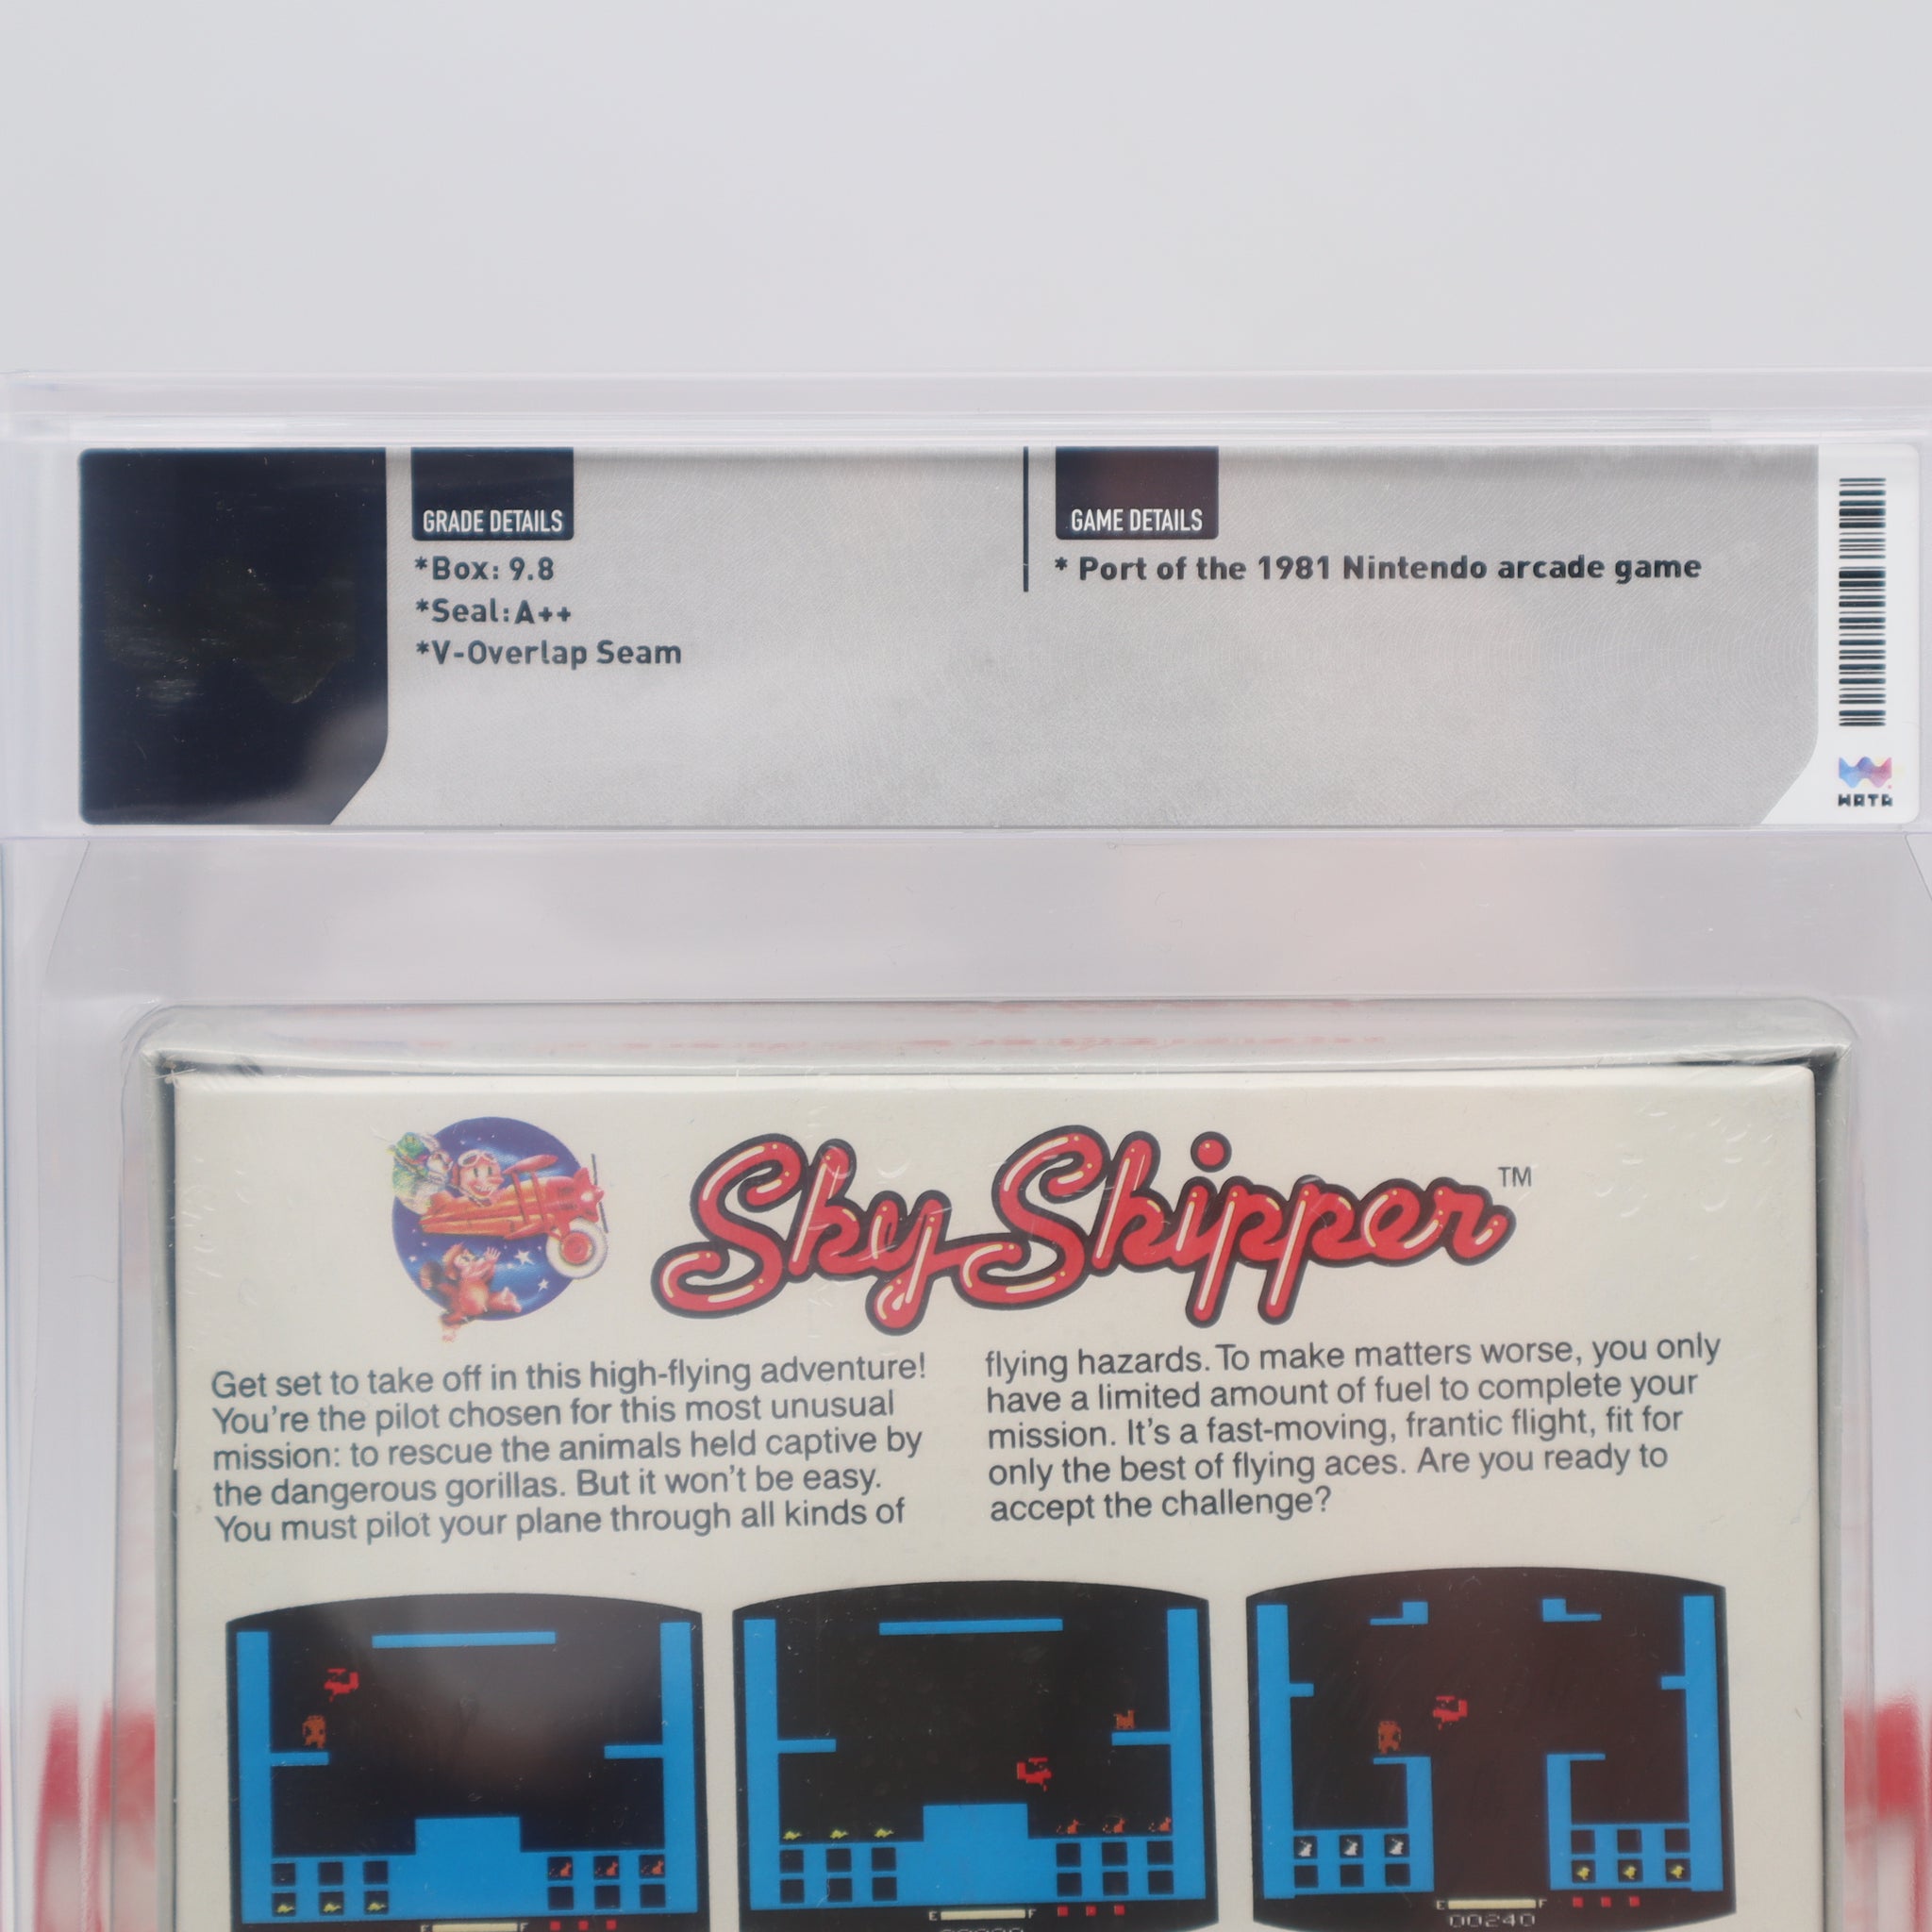 GRADE DETAILS
*Box: 9.8
*Seal:A++
*V-Overlap Seam
GAME DETAILS
* Port of the 1981 Nintendo arcade game
WATA
Sky Skipper™
Get set to take off in this high-flying adventure!
You're the pilot chosen for this most unusual
mission: to rescue the animals held captive by
the dangerous gorillas. But it won't be easy.
You must pilot your plane through all kinds of
flying hazards. To make matters worse, you only
have a limited amount of fuel to complete your
mission. It's a fast-moving, frantic flight, fit for
only the best of flying aces. Are you ready to
accept the challenge?
E F
E F
E F
00240